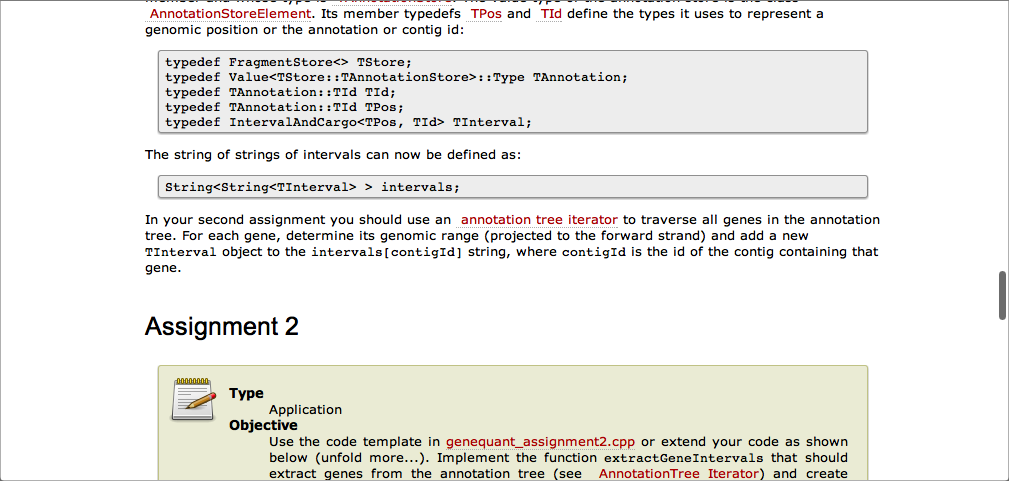 AnnotationStoreElement. Its member typedefs TPos and TId define the types it uses to represent a
genomic position or the annotation or contig id:
typedef FragmentStore<> TStore;
typedef Value<TStore::TAnnotationStore>::Type TAnnotation;
typedef TAnnotation::TId TId;
typedef TAnnotation::TId TPos;
typedef IntervalAndCargo<TPos, TId> TInterval;
The string of strings of intervals can now be defined as:
String<String<TInterval> > intervals;
In your second assignment you should use an annotation tree iterator to traverse all genes in the annotation
tree. For each gene, determine its genomic range (projected to the forward strand) and add a new
TInterval object to the intervals[contigId] string, where contigId is the id of the contig containing that
gene.
Assignment 2
Type
Application
Objective
Use the code template in genequant_assignment2.cpp or extend your code as shown
below (unfold more...). Implement the function extractGeneIntervals that should
extract genes from the annotation tree (see AnnotationTree Iterator) and create